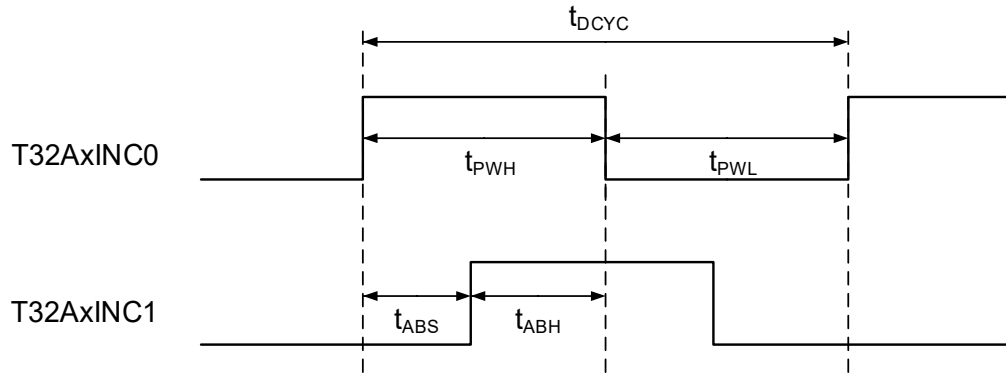 tDCYC
T32AxINC0
tPWH
tPWL
T32AxINC1
tABS
tABH